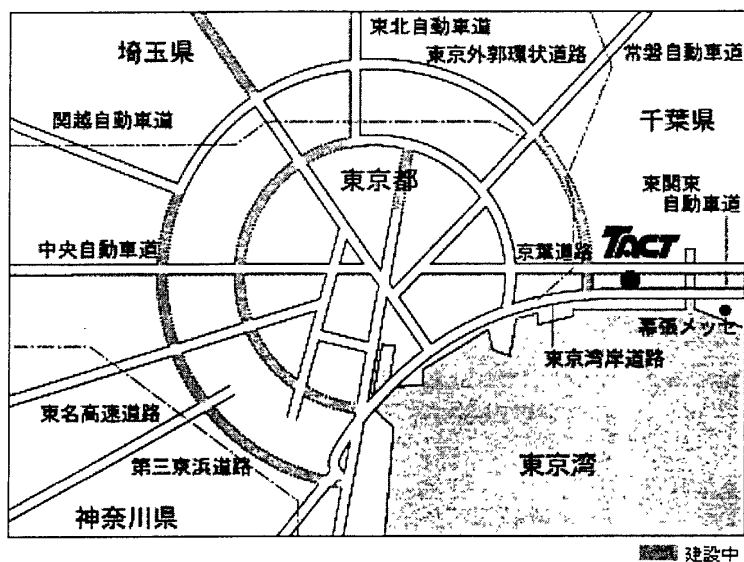 東北自動車道
埼玉県
東京外郭環状道路
常磐自動車道
関越自動車道
千葉県
東京都
東関東
自動車道
中央自動車道
京葉道路
TACT
幕張メッセ
東京湾岸道路
東名高速道路
第三京浜道路
東京湾
神奈川県
建設中